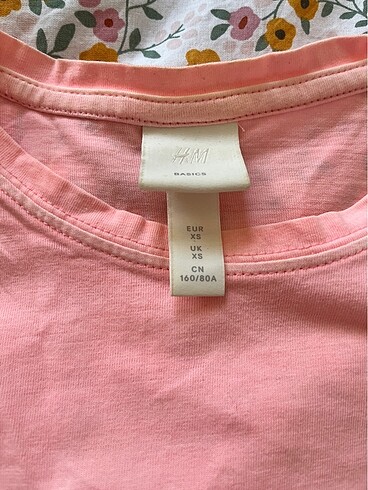 H&M
BASICS
EUR
XS
UK
XS
CN
160/80A